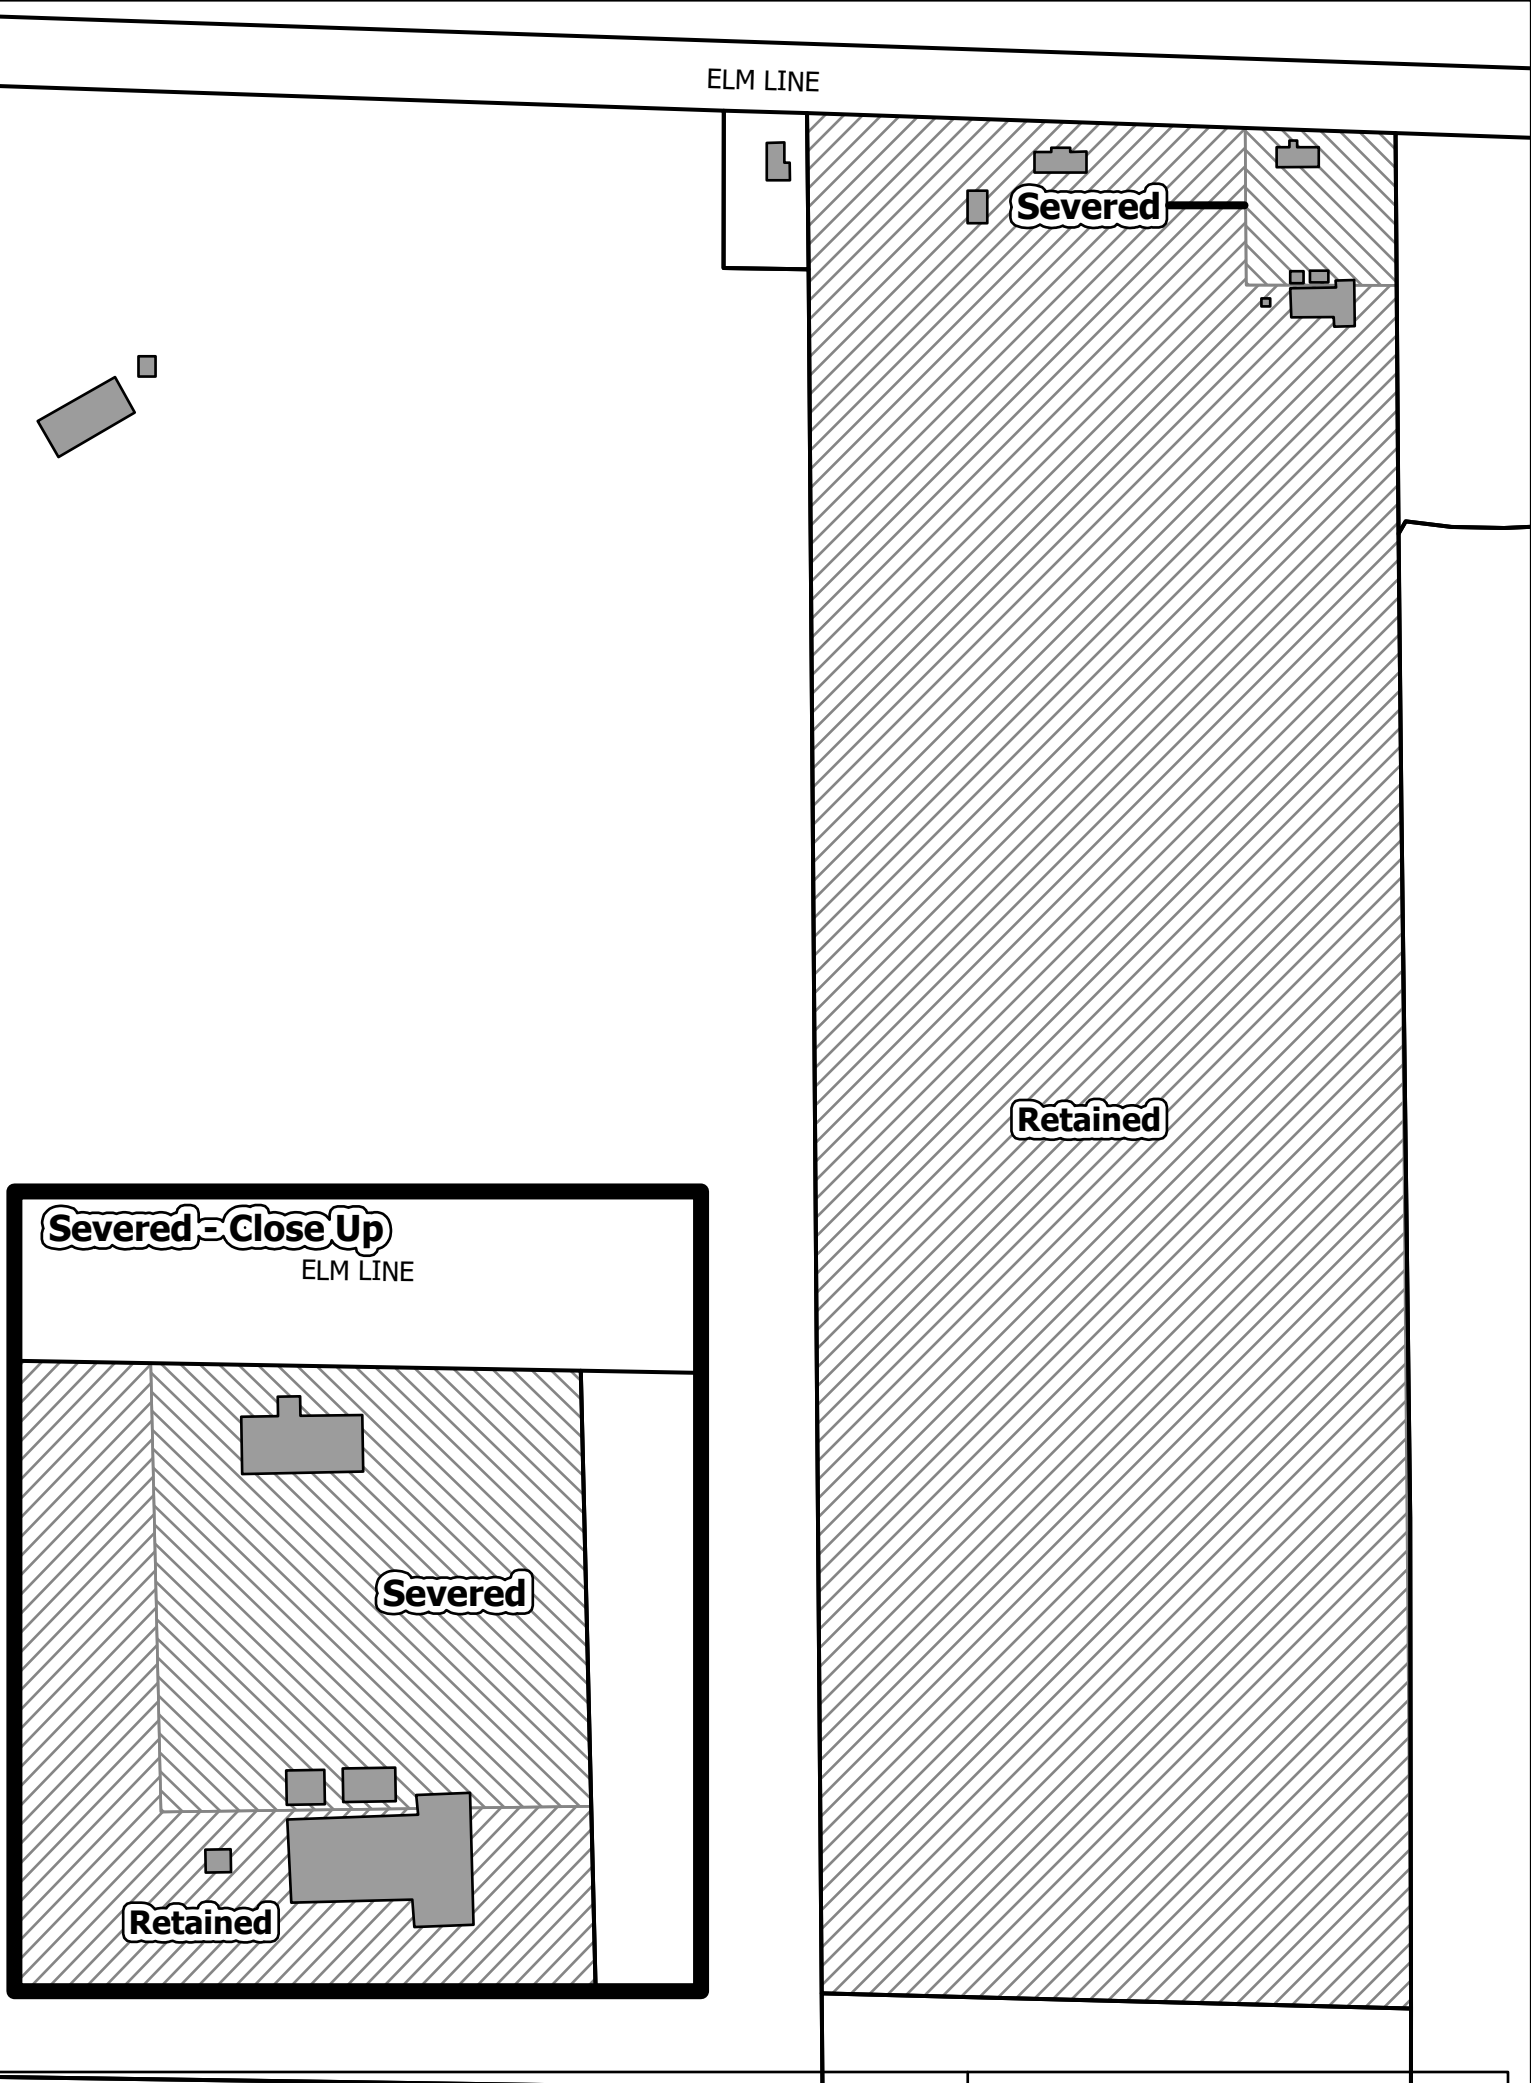 ELM LINE
Severed
Retained
Severed - Close Up
ELM LINE
Severed
Retained